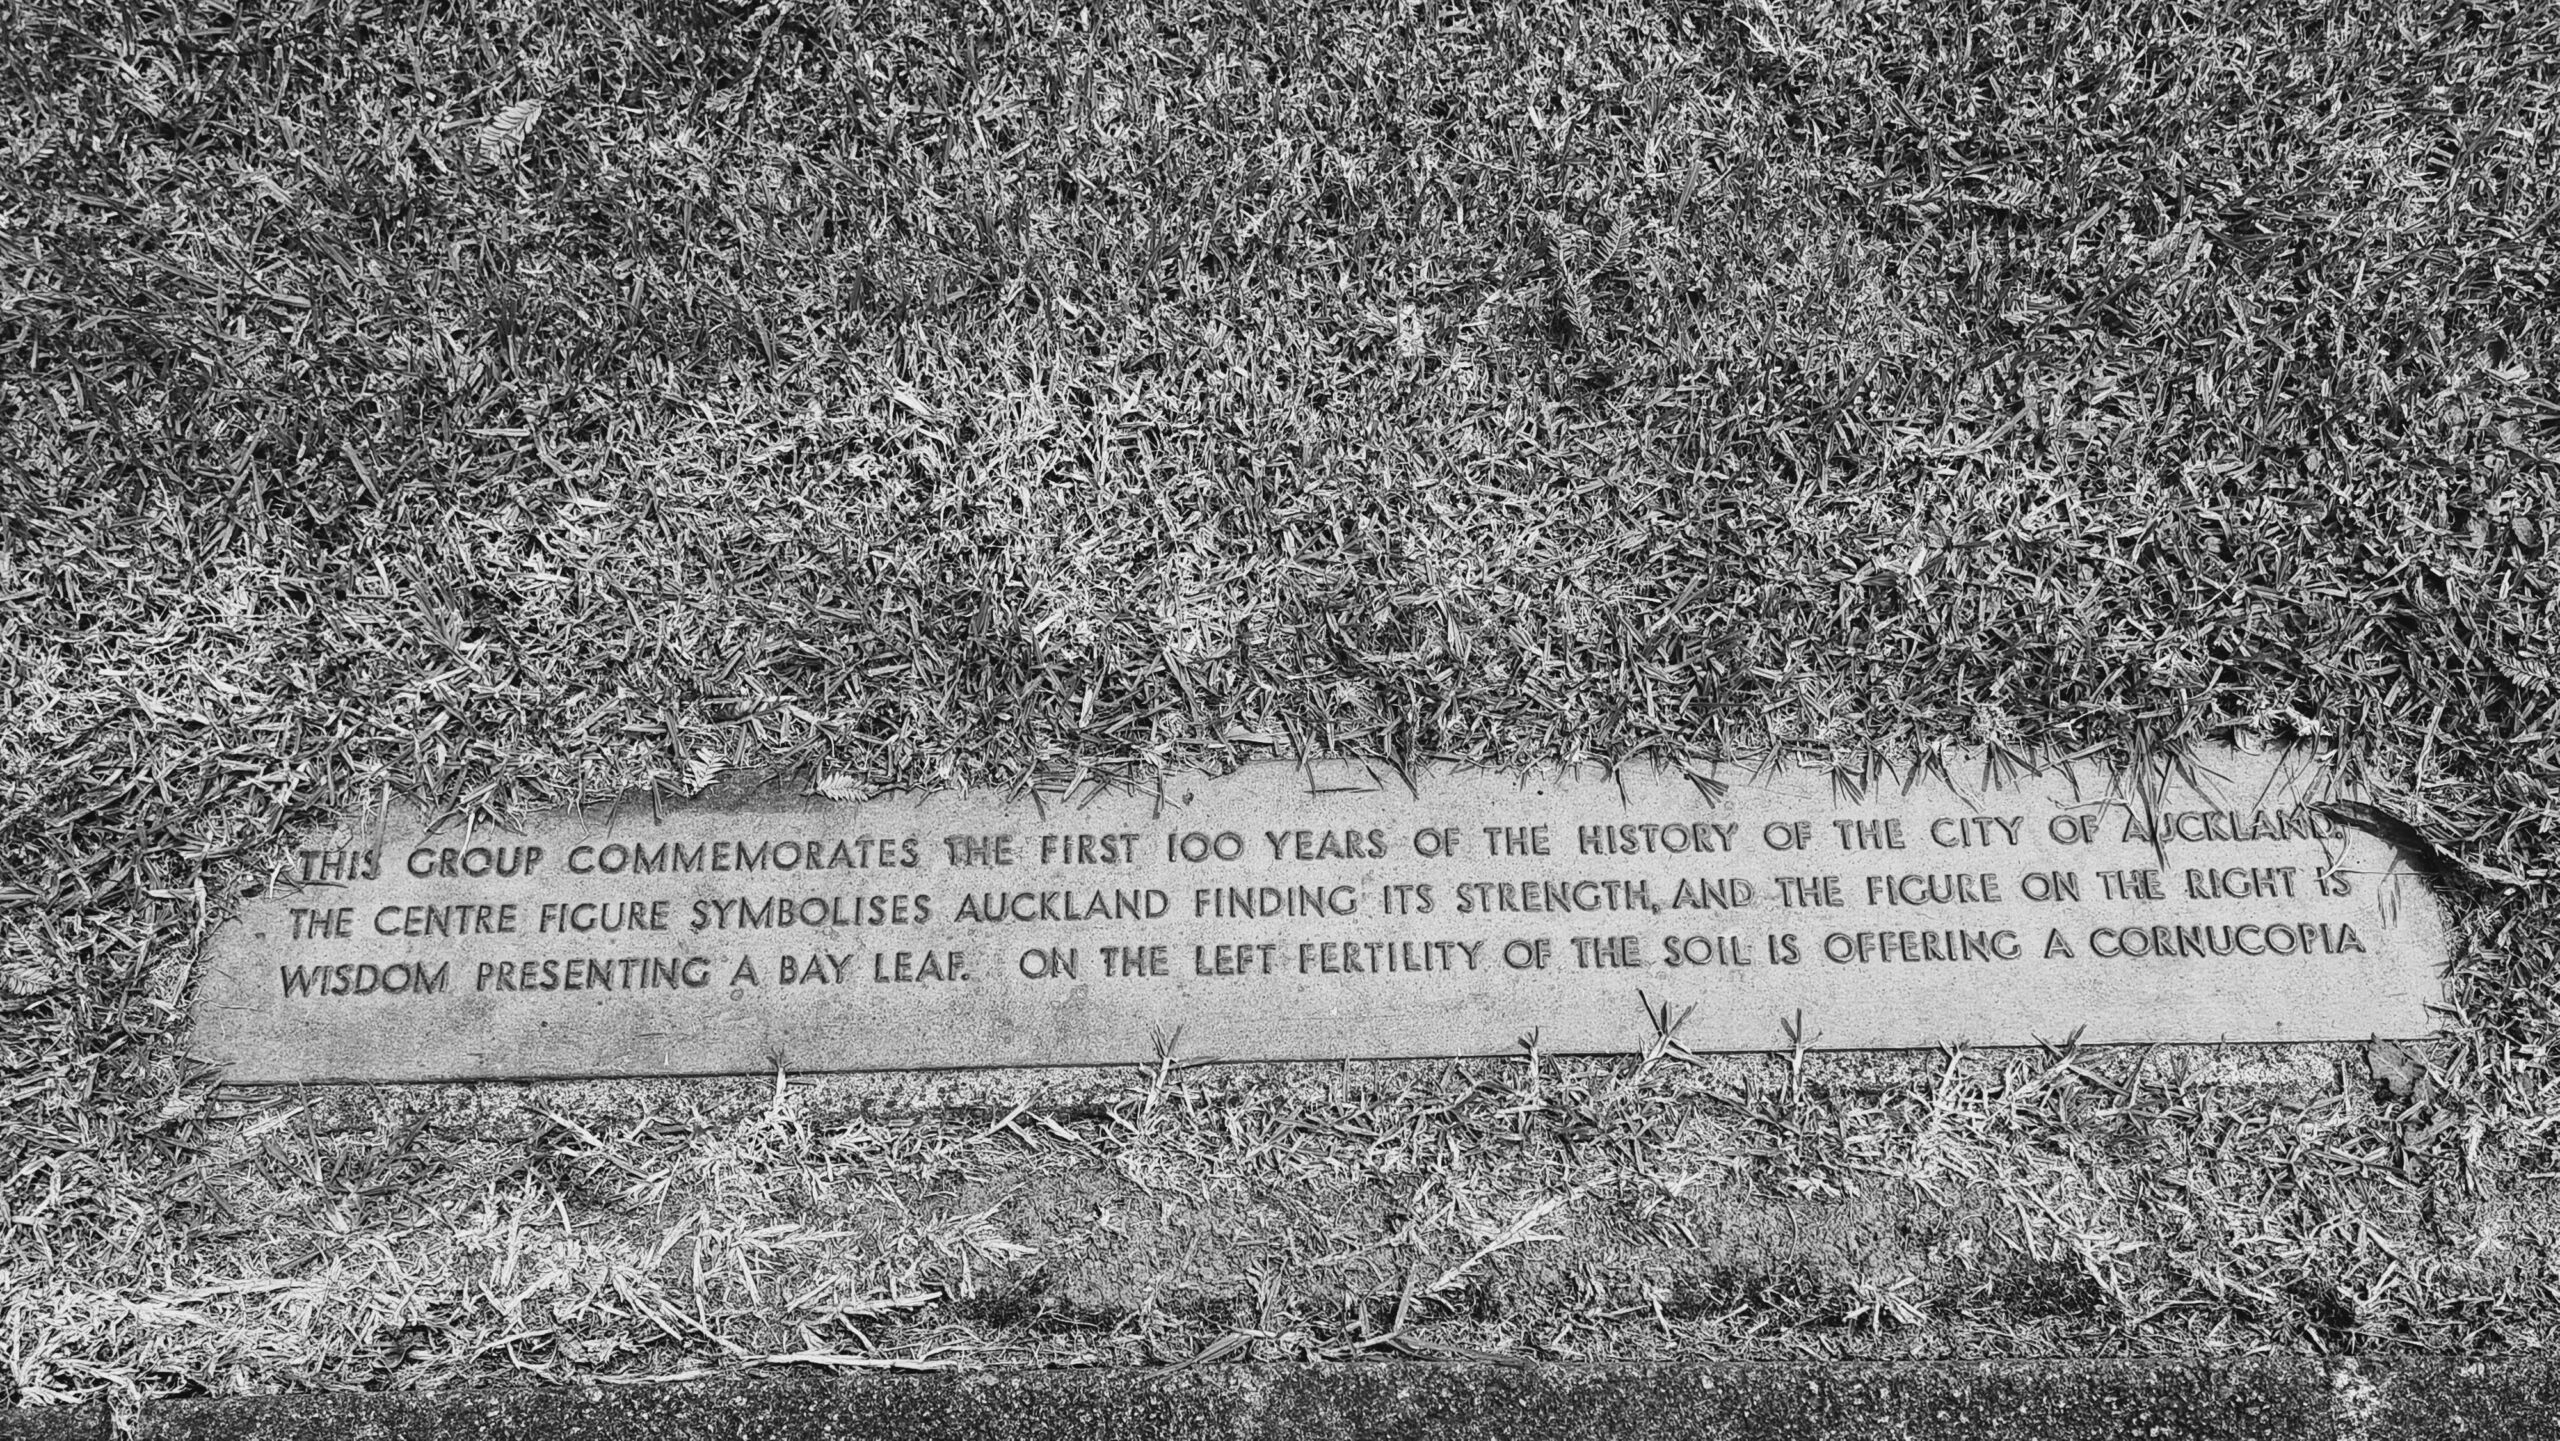 THIS GROUP COMMEMORATES THE FIRST 100 YEARS OF THE HISTORY OF THE CITY OF AUCKLAND.
THE CENTRE FIGURE SYMBOLISES AUCKLAND FINDING ITS STRENGTH, AND THE FIGURE ON THE RIGHT IS
WISDOM PRESENTING A BAY LEAF. ON THE LEFT FERTILITY OF THE SOIL IS OFFERING A CORNUCOPIA